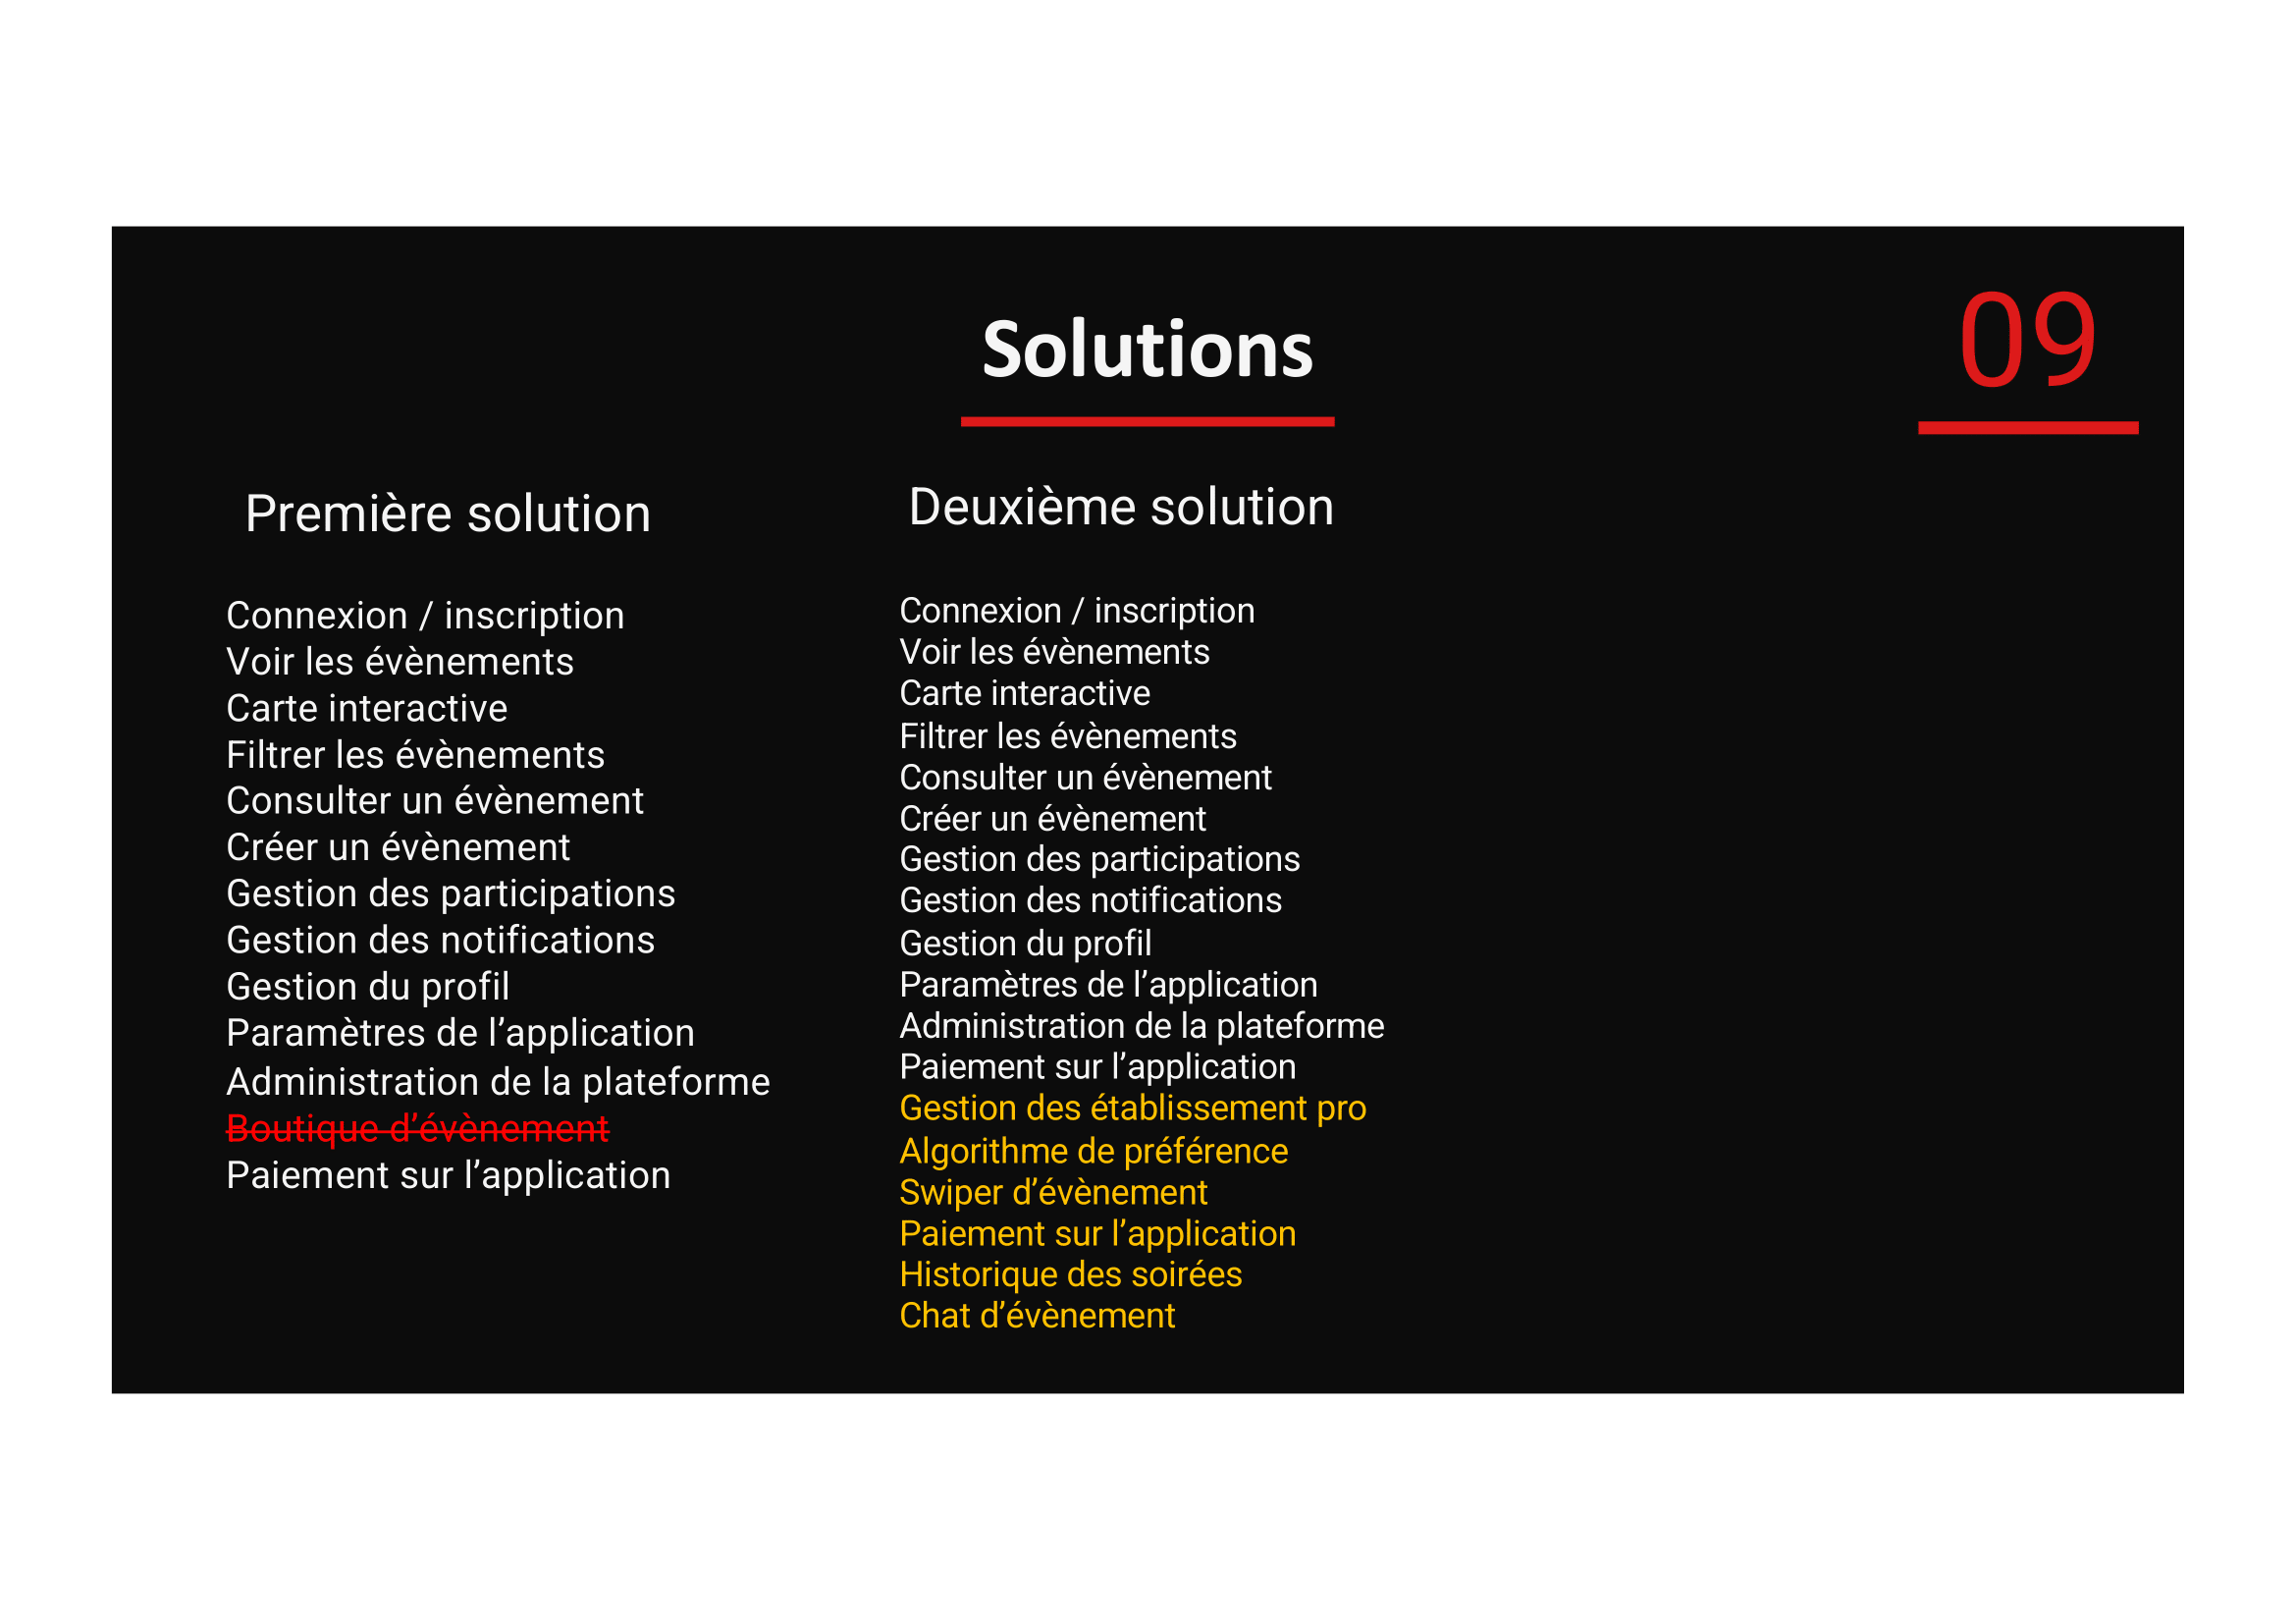 Solutions
09
Première solution
Connexion / inscription
Voir les évènements
Carte interactive
Filtrer les évènements
Consulter un évènement
Créer un évènement
Gestion des participations
Gestion des notifications
Gestion du profil
Paramètres de l’application
Administration de la plateforme
Boutique d’évènement
Paiement sur l’application
Deuxième solution
Connexion / inscription
Voir les évènements
Carte interactive
Filtrer les évènements
Consulter un évènement
Créer un évènement
Gestion des participations
Gestion des notifications
Gestion du profil
Paramètres de l’application
Administration de la plateforme
Paiement sur l’application
Gestion des établissement pro
Algorithme de préférence
Swiper d’évènement
Paiement sur l’application
Historique des soirées
Chat d’évènement